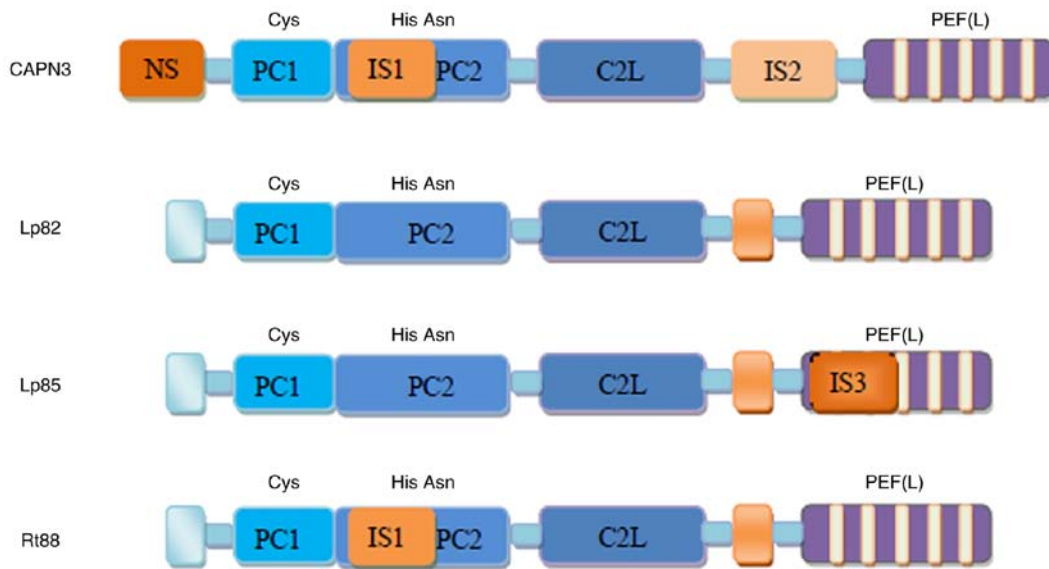 Cys His Asn PEF(L)
CAPN3 NS PC1 IS1 PC2 C2L IS2
Cys His Asn PEF(L)
Lp82 PC1 PC2 C2L
Cys His Asn PEF(L)
Lp85 PC1 PC2 C2L IS3
Cys His Asn PEF(L)
Rt88 PC1 IS1 PC2 C2L